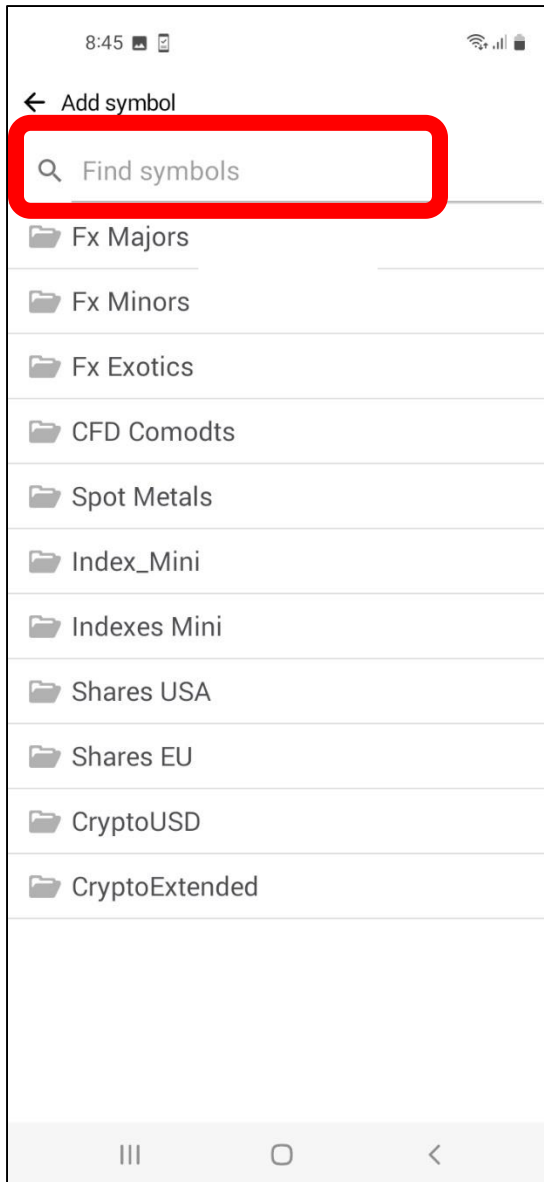 8:45
Add symbol
Find symbols
Fx Majors
Fx Minors
Fx Exotics
CFD Comodts
Spot Metals
Index_Mini
Indexes Mini
Shares USA
Shares EU
CryptoUSD
CryptoExtended